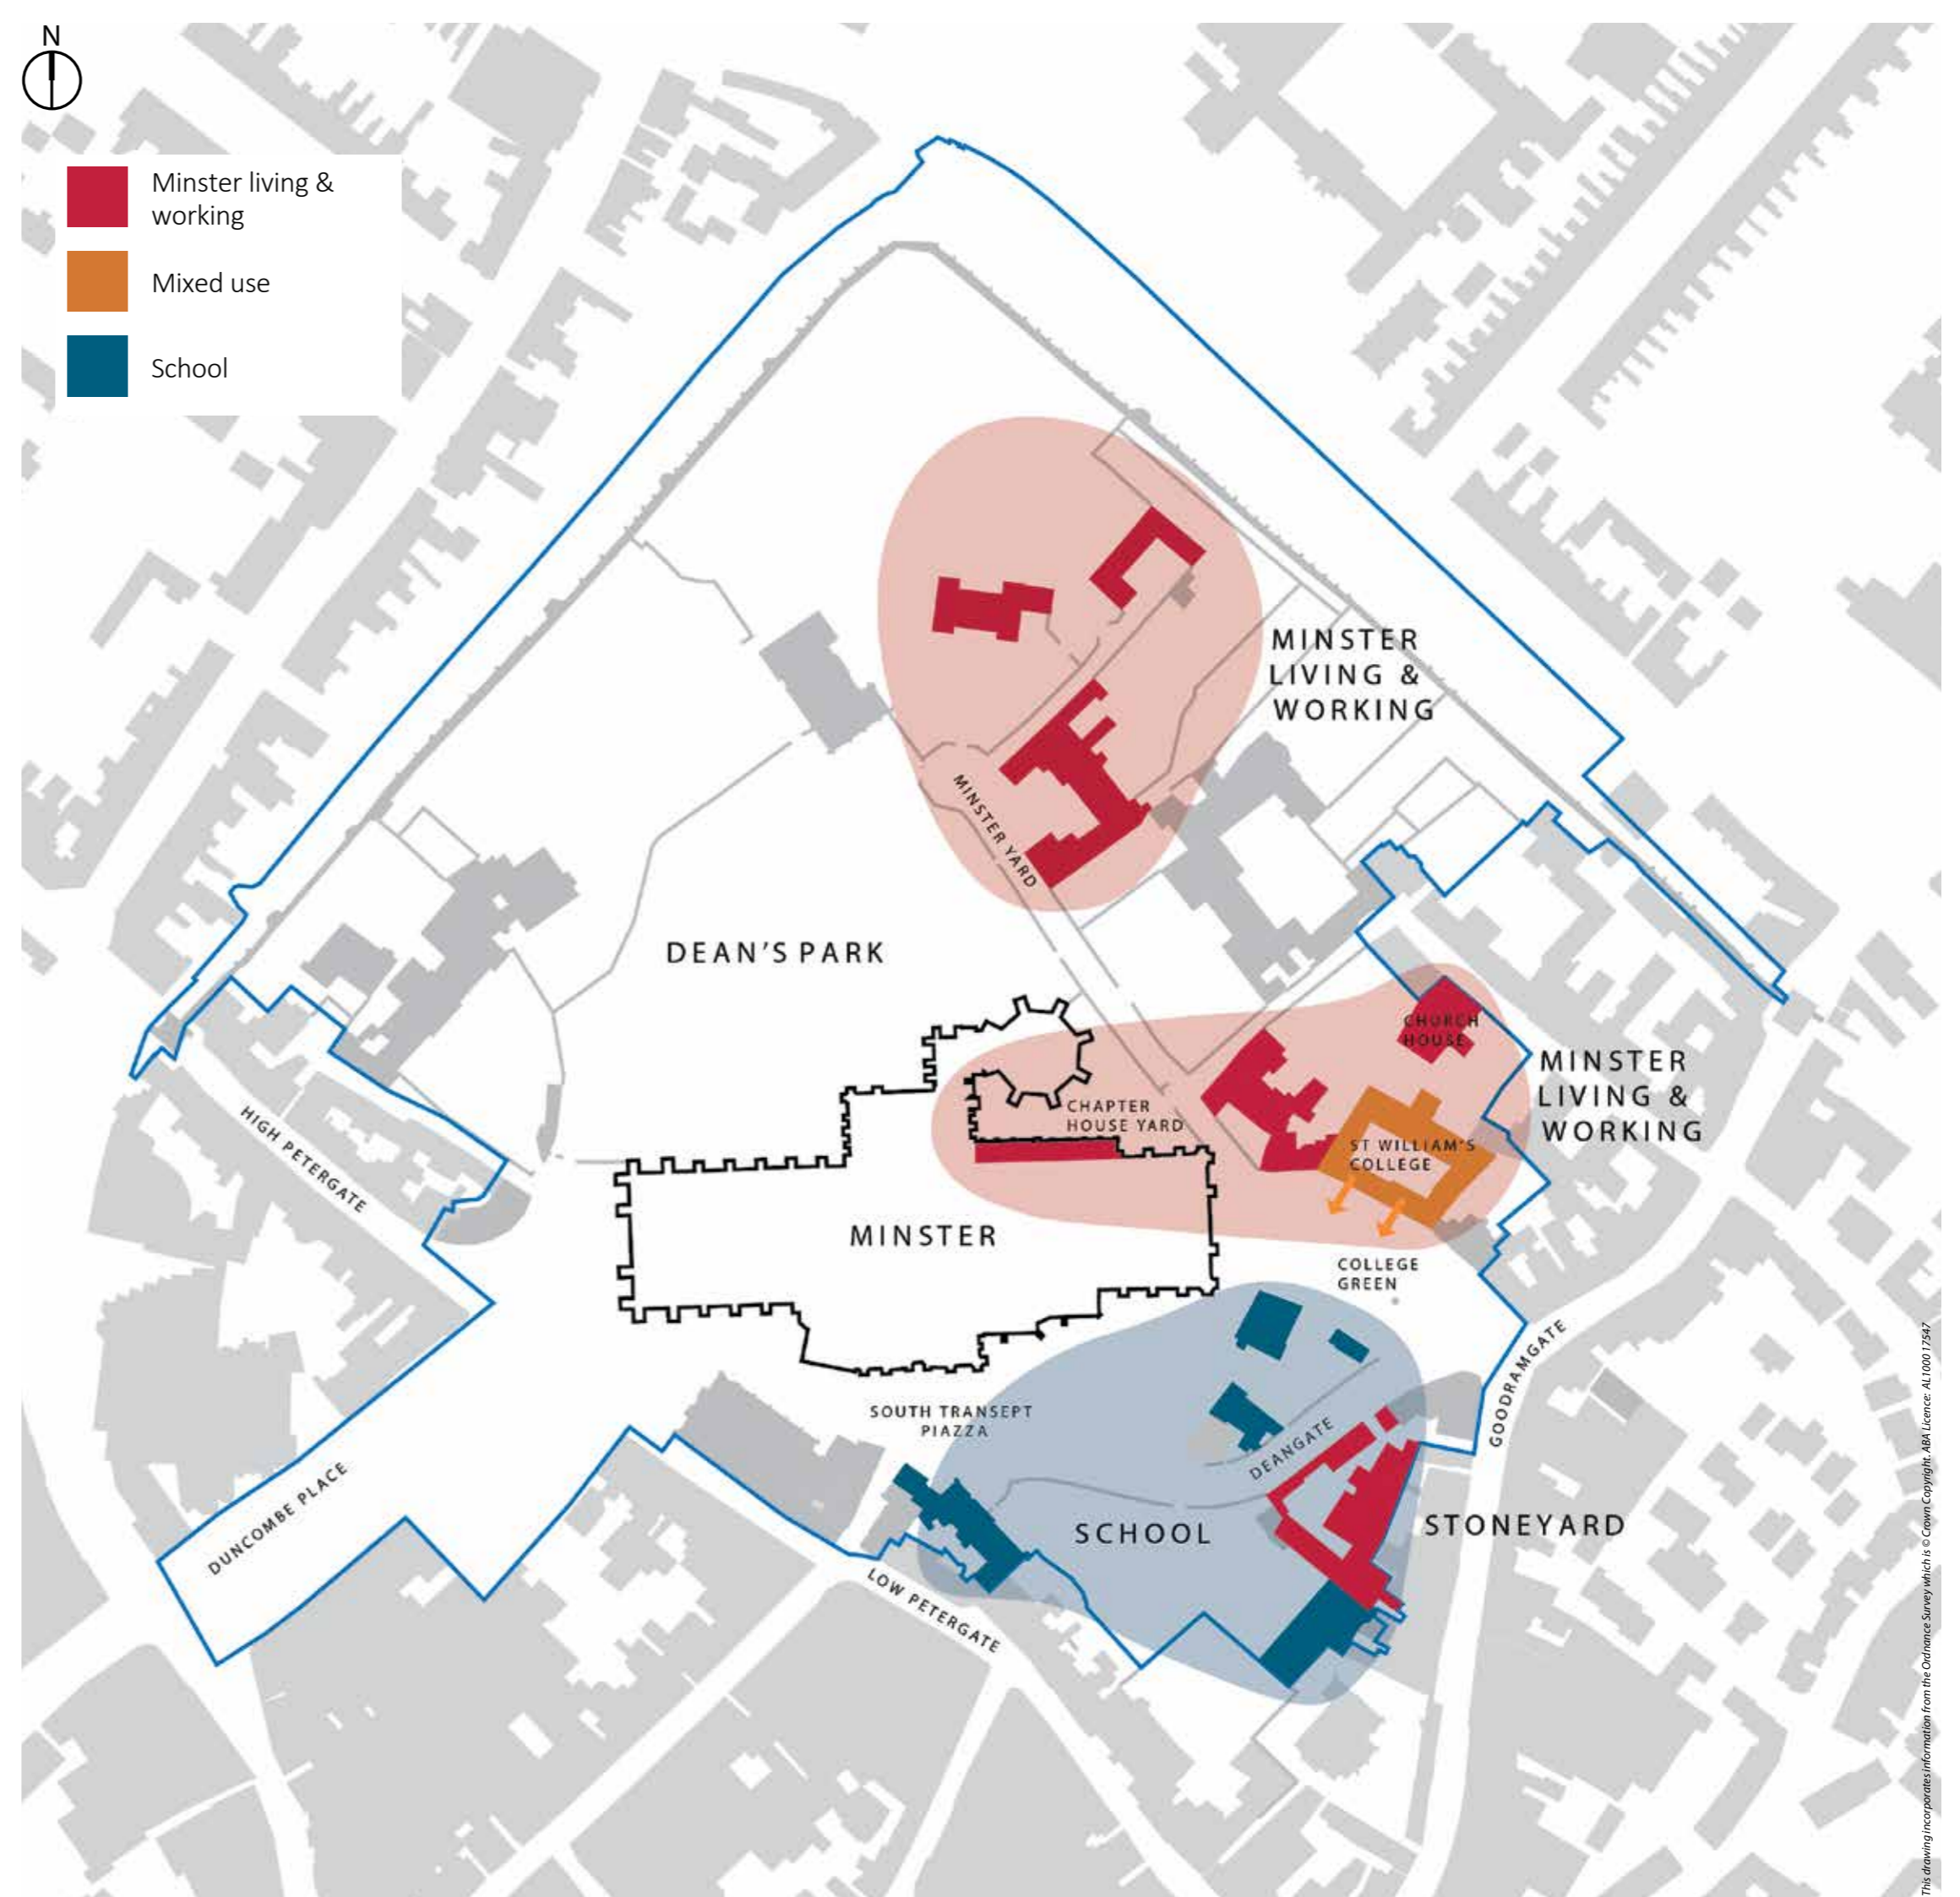 N
Minster living &
working
Mixed use
School
MINSTER
LIVING &
WORKING
MINSTER YARD
DEAN'S PARK
CHURCH
HOUSE
MINSTER
LIVING &
WORKING
CHAPTER
HOUSE YARD
ST WILLIAM'S
COLLEGE
HIGH PETERGATE
MINSTER
COLLEGE
GREEN
GOODRAMGATE
SOUTH TRANSEPT
PIAZZA
DEANGATE
DUNCOMBE PLACE
SCHOOL
STONEYARD
LOW PETERGATE
This drawing incorporates information from the Ordnance Survey which is © Crown Copyright. ABA Licence: AL1000 17547